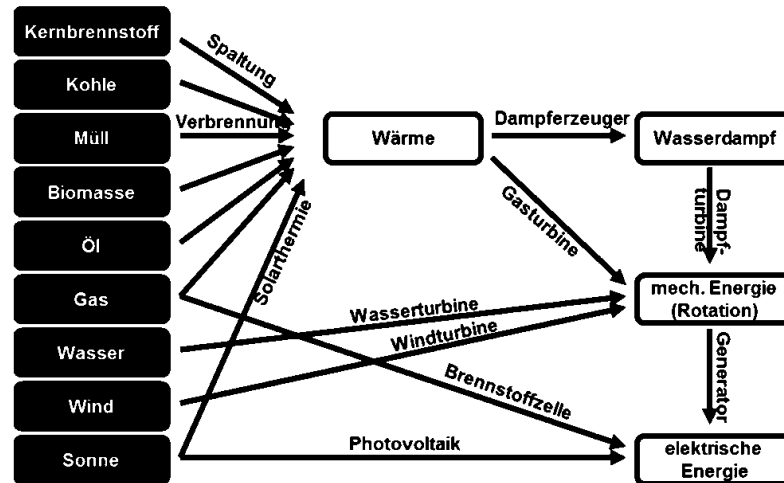 Kernbrennstoff
Kohle
Müll
Biomasse
Öl
Gas
Wasser
Wind
Sonne
Spaltung
Verbrennung
Solarthermie
Wärme
Dampferzeuger
Wasserdampf
Gasturbine
Dampf-
turbine
Wasserturbine
Windturbine
mech. Energie
(Rotation)
Brennstoffzelle
Generator
Photovoltaik
elektrische
Energie